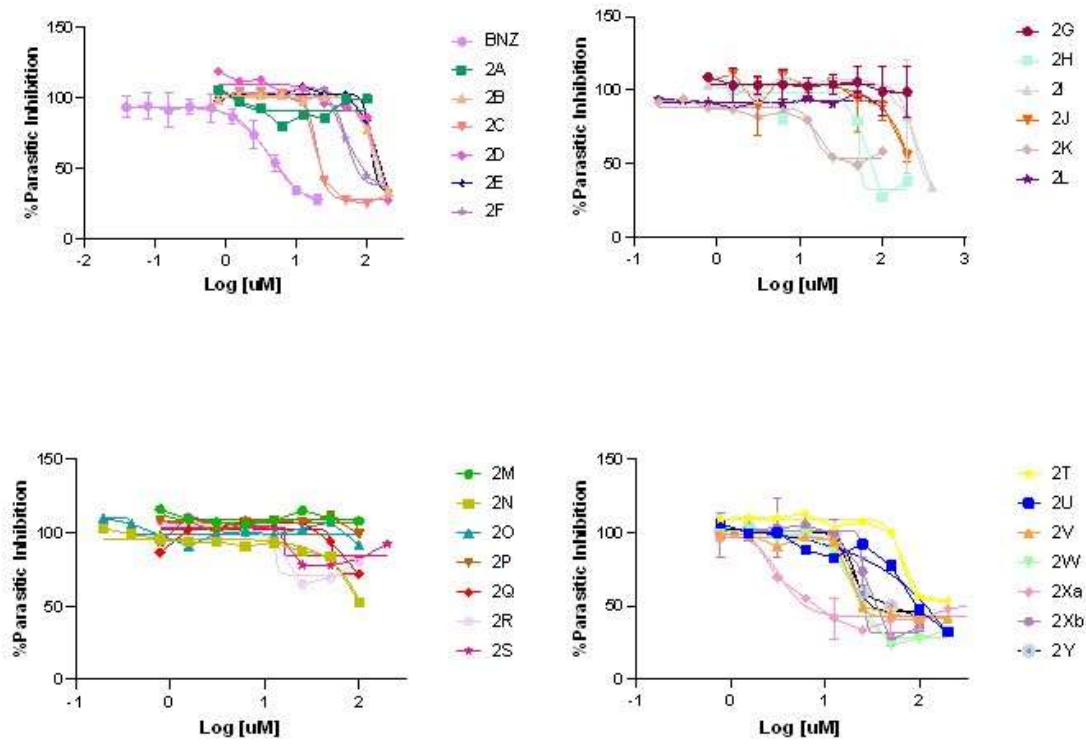 150
100
50
0
%Parasitic Inhibition
-2 -1 0 1 2
Log [uM]
BNZ
2A
2B
2C
2D
2E
2F
150
100
50
0
%Parasitic Inhibition
-1 0 1 2 3
Log [uM]
2G
2H
2I
2J
2K
2L
150
100
50
0
%Parasitic Inhibition
-1 0 1 2
Log [uM]
2M
2N
2O
2P
2Q
2R
2S
150
100
50
0
%Parasitic Inhibition
-1 0 1 2
Log [uM]
2T
2U
2V
2W
2Xa
2Xb
2Y